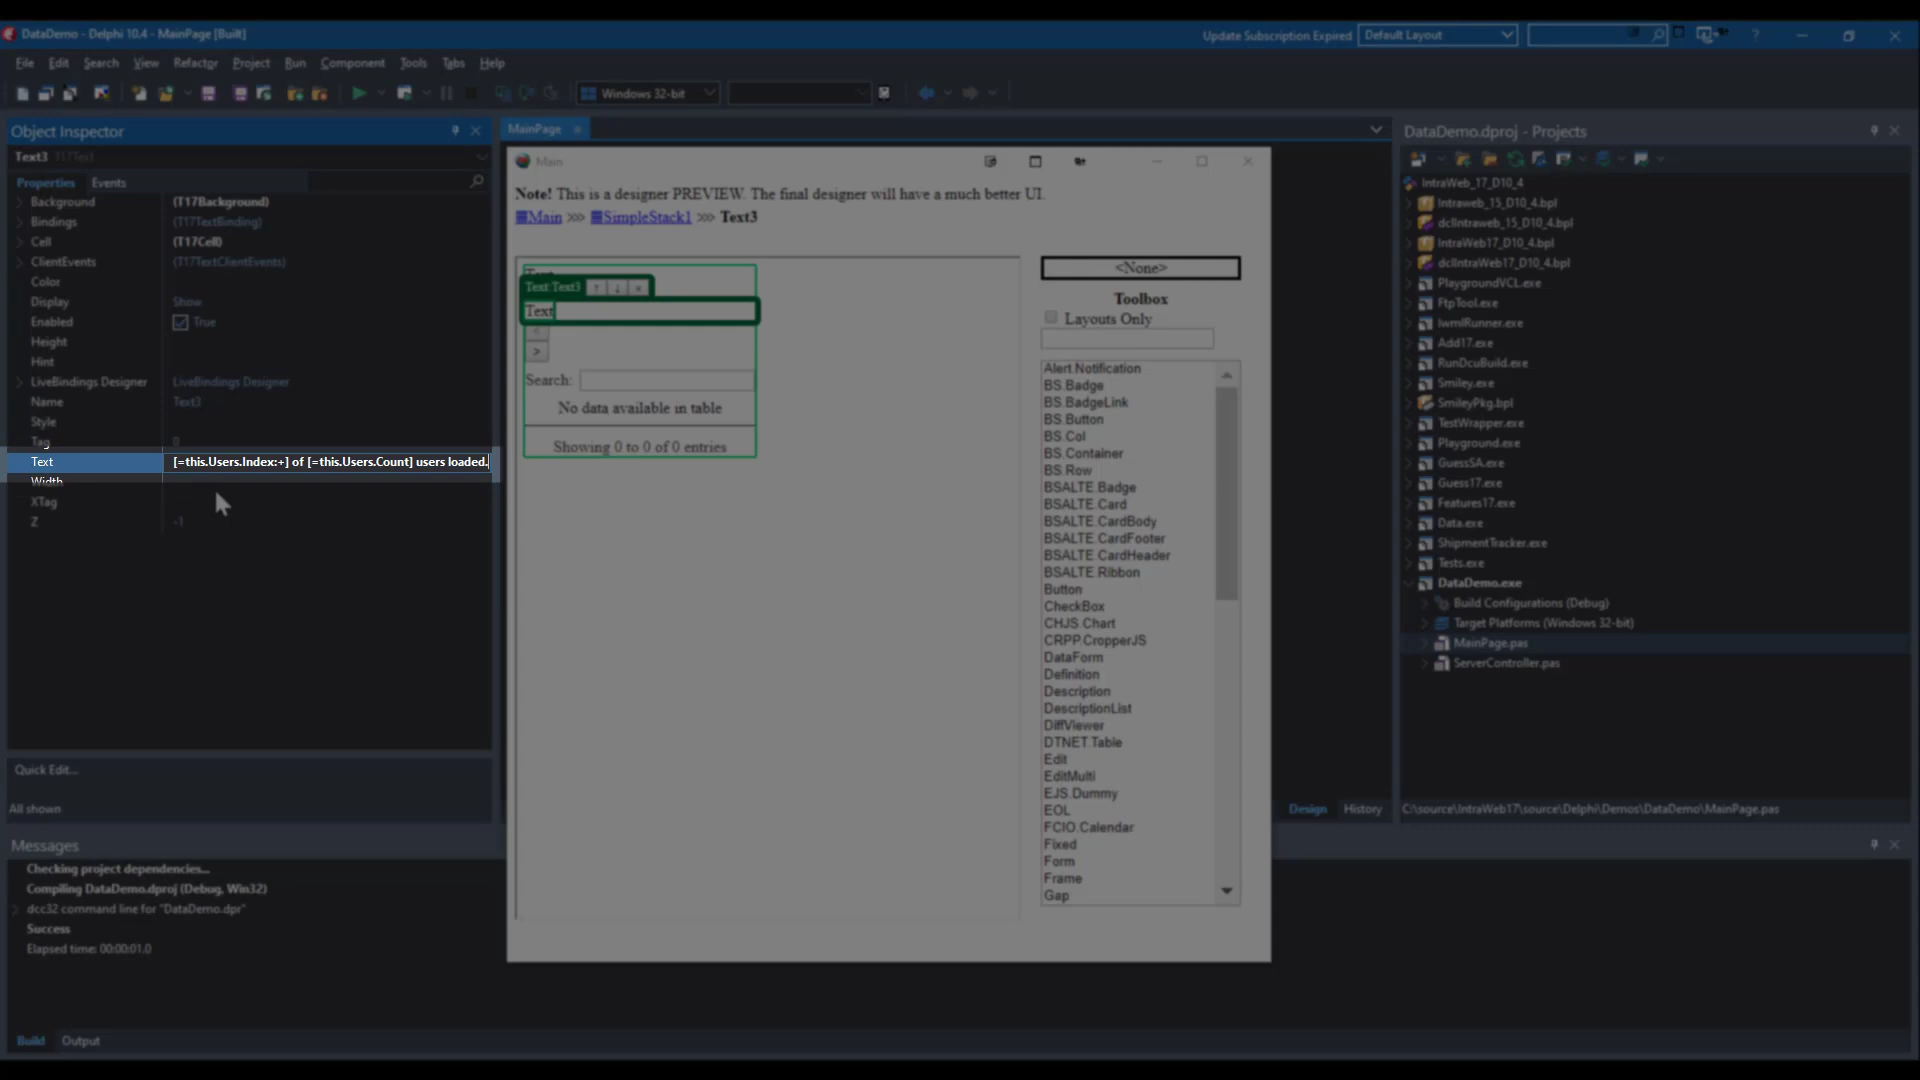 DataDemo - Delphi 10.4 - MainPage [Built]
Update Subscription Expired
Default Layout
?
File Edit Search View Refactor Project Run Component Tools Tabs Help
Windows 32-bit
Object Inspector
Text3 T17Text
Properties Events
Background (T17Background)
Bindings (T17TextBinding)
Cell (T17Cell)
ClientEvents (T17TextClientEvents)
Color
Display Show
Enabled True
Height
Hint
LiveBindings Designer LiveBindings Designer
Name Text3
Style
Tag 0
Text [=this.Users.Index:+] of [=this.Users.Count] users loaded.
Width
XTag
Z -1
Quick Edit...
All shown
MainPage
Main
Note! This is a designer PREVIEW. The final designer will have a much better UI.
Main >>> SimpleStack1 >>> Text3
Text
Text:Text3 ↑ ↓ ×
Text
<
>
Search:
No data available in table
Showing 0 to 0 of 0 entries
<None>
Toolbox
Layouts Only
Alert.Notification
BS.Badge
BS.BadgeLink
BS.Button
BS.Col
BS.Container
BS.Row
BSALTE.Badge
BSALTE.Card
BSALTE.CardBody
BSALTE.CardFooter
BSALTE.CardHeader
BSALTE.Ribbon
Button
CheckBox
CHJS.Chart
CRPP.CropperJS
DataForm
Definition
Description
DescriptionList
DiffViewer
DTNET.Table
Edit
EditMulti
EJS.Dummy
EOL
FCIO.Calendar
Fixed
Form
Frame
Gap
Design History
DataDemo.dproj - Projects
IntraWeb_17_D10_4
Intraweb_15_D10_4.bpl
dclIntraweb_15_D10_4.bpl
IntraWeb17_D10_4.bpl
dclIntraWeb17_D10_4.bpl
PlaygroundVCL.exe
FtpTool.exe
IwmlRunner.exe
Add17.exe
RunDcuBuild.exe
Smiley.exe
SmileyPkg.bpl
TestWrapper.exe
Playground.exe
GuessSA.exe
Guess17.exe
Features17.exe
Data.exe
ShipmentTracker.exe
Tests.exe
DataDemo.exe
Build Configurations (Debug)
Target Platforms (Windows 32-bit)
MainPage.pas
ServerController.pas
C:\source\IntraWeb17\source\Delphi\Demos\DataDemo\MainPage.pas
Messages
Checking project dependencies...
Compiling DataDemo.dproj (Debug, Win32)
dcc32 command line for "DataDemo.dpr"
Success
Elapsed time: 00:00:01.0
Build Output